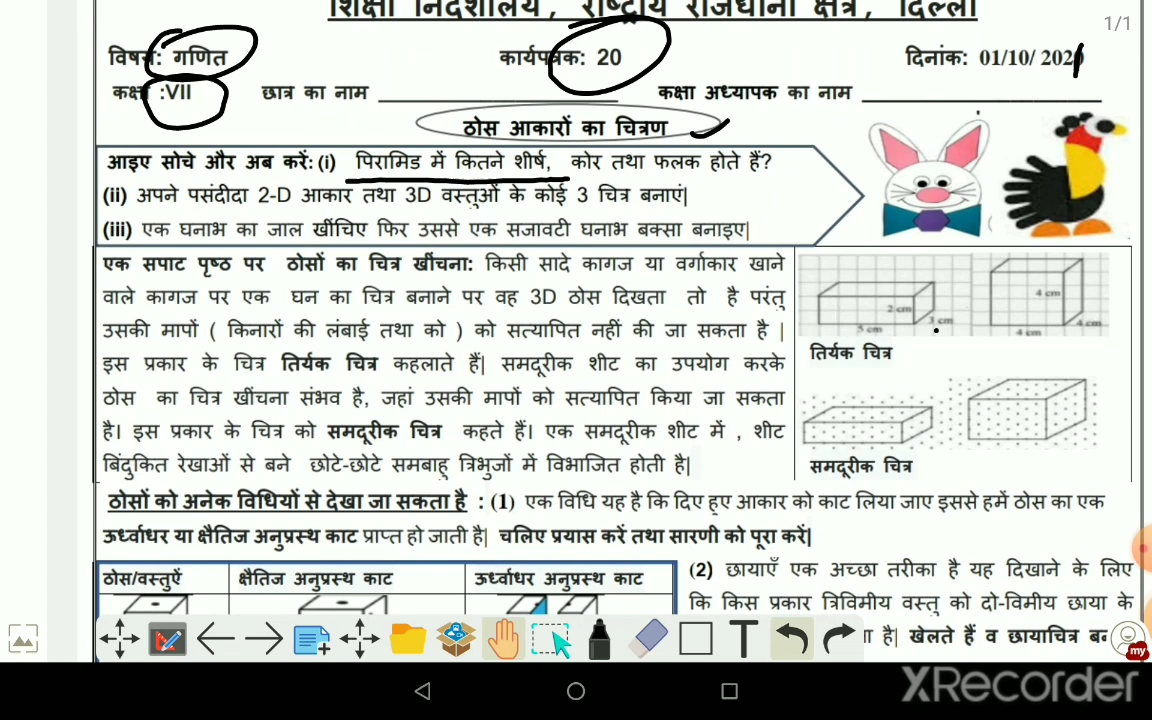 शिक्षा निदेशालय, राष्ट्रीय राजधानी क्षेत्र, दिल्ली
1/1
विषय: गणित कार्यपत्रक: 20 दिनांक: 01/10/ 2021
कक्षा :VII छात्र का नाम ____________ कक्षा अध्यापक का नाम ____________
ठोस आकारों का चित्रण
आइए सोचे और अब करें: (i) पिरामिड में कितने शीर्ष, कोर तथा फलक होते हैं?
(ii) अपने पसंदीदा 2-D आकार तथा 3D वस्तुओं के कोई 3 चित्र बनाएं|
(iii) एक घनाभ का जाल खींचिए फिर उससे एक सजावटी घनाभ बक्सा बनाइए|
एक सपाट पृष्ठ पर ठोसों का चित्र खींचना: किसी सादे कागज या वर्गाकार खाने
वाले कागज पर एक घन का चित्र बनाने पर वह 3D ठोस दिखता तो है परंतु
उसकी मापों ( किनारों की लंबाई तथा को ) को सत्यापित नहीं की जा सकता है |
इस प्रकार के चित्र तिर्यक चित्र कहलाते हैं| समदूरीक शीट का उपयोग करके
ठोस का चित्र खींचना संभव है, जहां उसकी मापों को सत्यापित किया जा सकता
है। इस प्रकार के चित्र को समदूरीक चित्र कहते हैं। एक समदूरीक शीट में , शीट
बिंदुकित रेखाओं से बने छोटे-छोटे समबाहु त्रिभुजों में विभाजित होती है|
2 cm 3 cm 5 cm
4 cm 4 cm 4 cm
तिर्यक चित्र
समदूरीक चित्र
ठोसों को अनेक विधियों से देखा जा सकता है : (1) एक विधि यह है कि दिए हुए आकार को काट लिया जाए इससे हमें ठोस का एक
ऊर्ध्वाधर या क्षैतिज अनुप्रस्थ काट प्राप्त हो जाती है| चलिए प्रयास करें तथा सारणी को पूरा करें|
ठोस/वस्तुऐं क्षैतिज अनुप्रस्थ काट ऊर्ध्वाधर अनुप्रस्थ काट
(2) छायाएँ एक अच्छा तरीका है यह दिखाने के लिए
कि किस प्रकार त्रिविमीय वस्तु को दो-विमीय छाया के
है| खेलते हैं व छायाचित्र
T
my
XRecorder